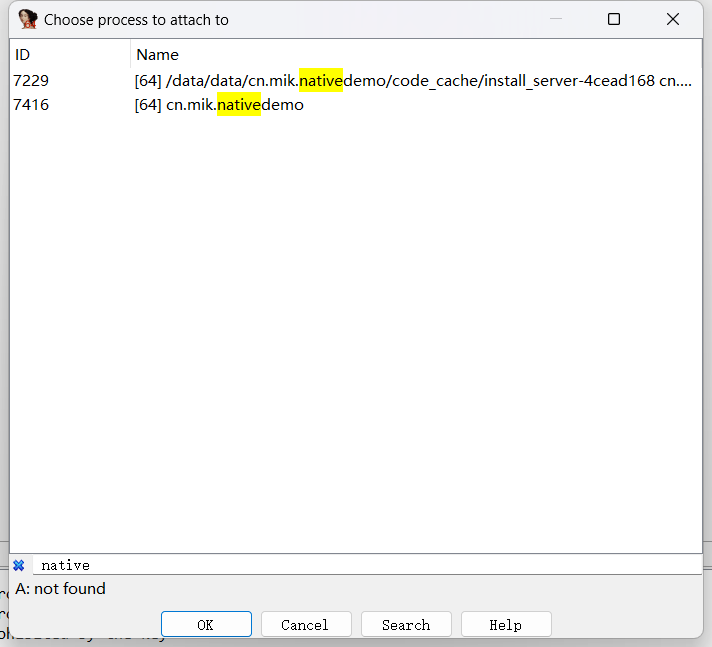 Choose process to attach to
ID Name
7229 [64] /data/data/cn.mik.nativedemo/code_cache/install_server-4cead168 cn....
7416 [64] cn.mik.nativedemo
native
A: not found
OK Cancel Search Help